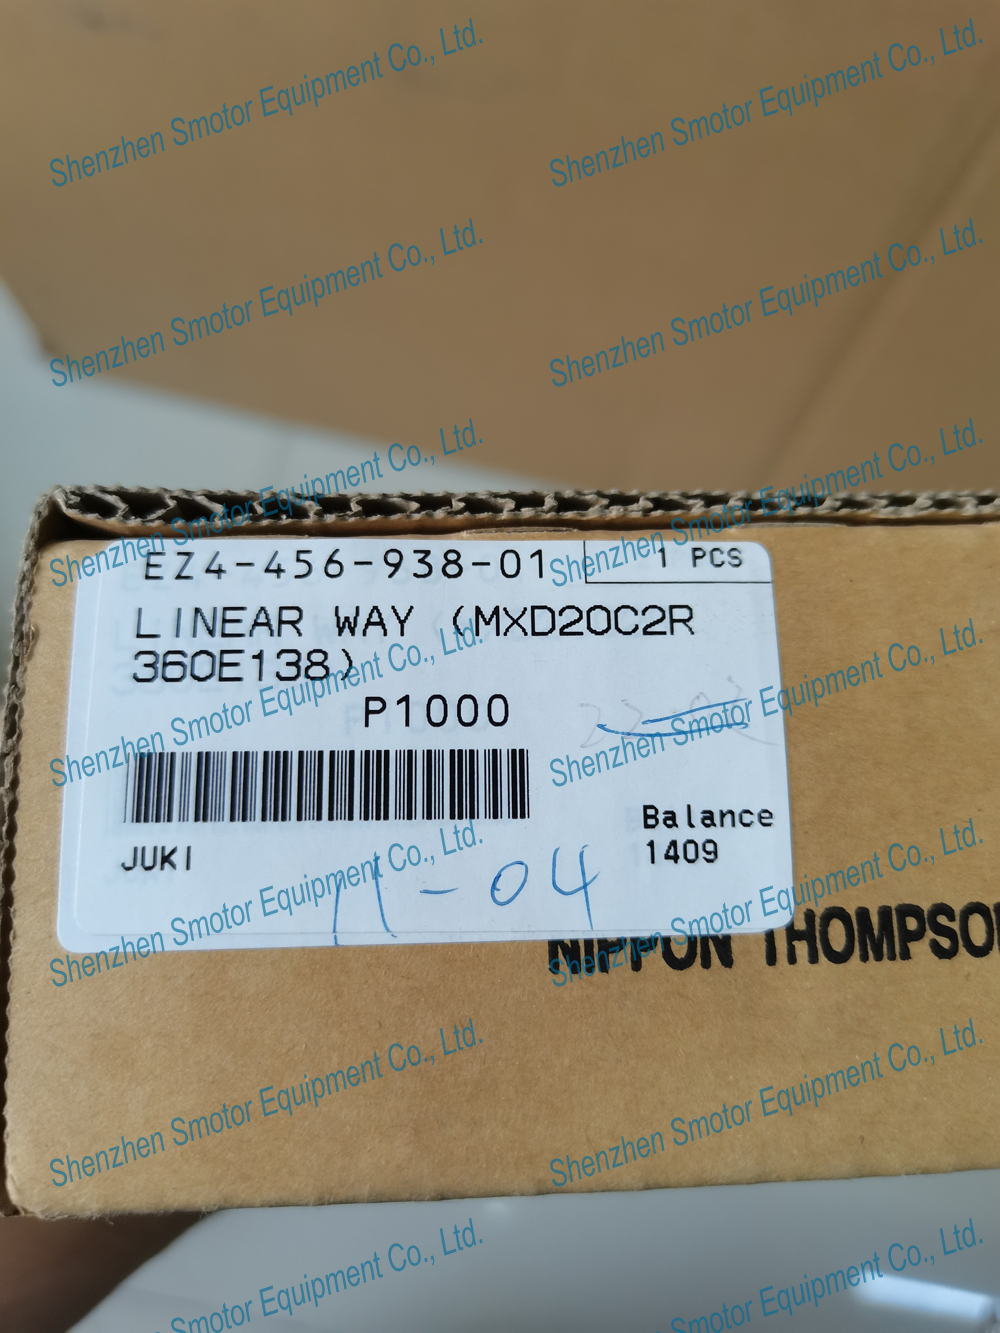 Shenzhen Smotor Equipment Co., Ltd.
Shenzhen Smotor Equipment Co., Ltd.
Shenzhen Smotor Equipment Co., Ltd.
Shenzhen Smotor Equipment Co., Ltd.
Shenzhen Smotor Equipment Co., Ltd.
Shenzhen Smotor Equipment Co., Ltd.
EZ4-456-938-01
1 PCS
LINEAR WAY (MXD20C2R
360E138)
P1000
Shenzhen Smotor Equipment Co., Ltd.
Shenzhen Smotor Equipment Co., Ltd.
Balance
1409
JUKI
-04
Shenzhen Smotor Equipment Co., Ltd.
Shenzhen Smotor Equipment Co., Ltd.
NIPPON THOMPSON
Shenzhen Smotor Equipment Co., Ltd.
Shenzhen Smotor Equipment Co., Ltd.
Shenzhen Smotor Equipment Co., Ltd.
Shenzhen Smotor Equipment Co., Ltd.